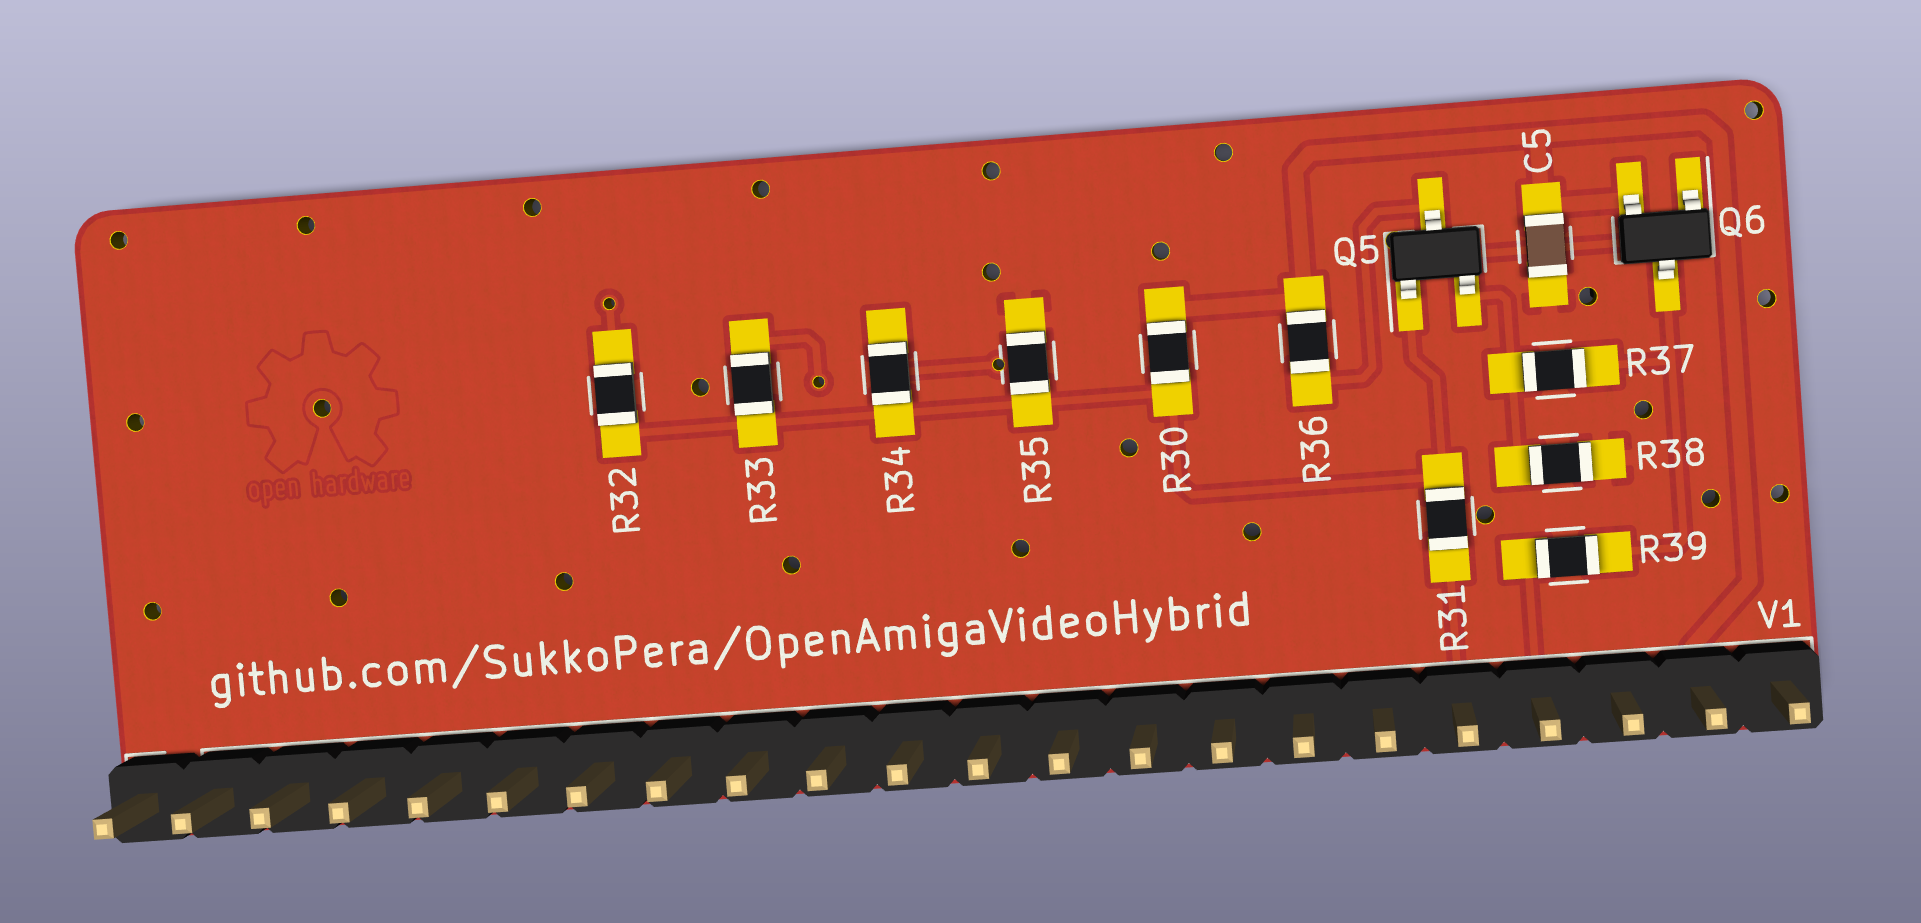 C5
Q5
Q6
R37
R38
R39
R32
R33
R34
R35
R30
R36
R31
open hardware
github.com/SukkoPera/OpenAmigaVideoHybrid
V1